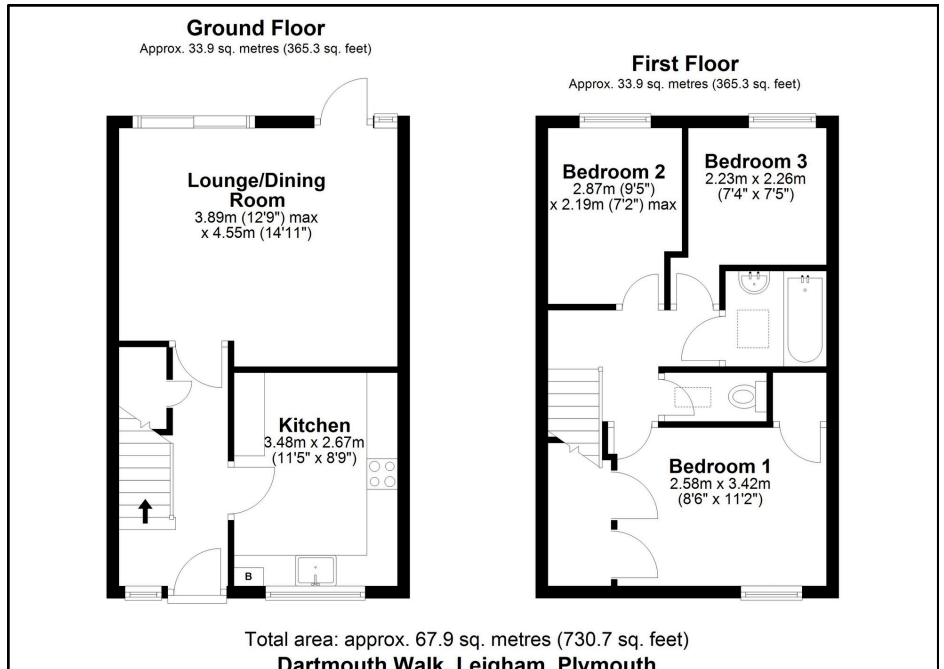 Ground Floor
Approx. 33.9 sq. metres (365.3 sq. feet)
Lounge/Dining
Room
3.89m (12'9") max
x 4.55m (14'11")
Kitchen
3.48m x 2.67m
(11'5" x 8'9")
B
First Floor
Approx. 33.9 sq. metres (365.3 sq. feet)
Bedroom 2
2.87m (9'5")
x 2.19m (7'2") max
Bedroom 3
2.23m x 2.26m
(7'4" x 7'5")
Bedroom 1
2.58m x 3.42m
(8'6" x 11'2")
Total area: approx. 67.9 sq. metres (730.7 sq. feet)
Dartmouth Walk, Leigham, Plymouth